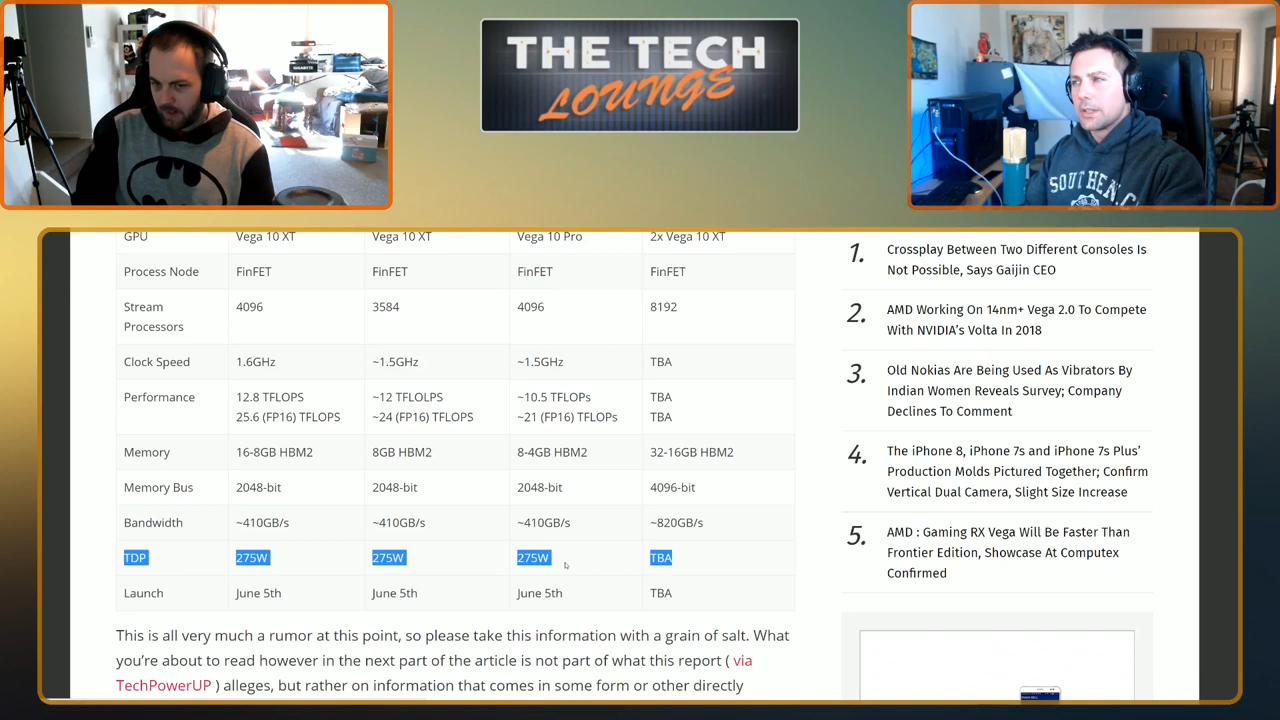 THE TECH
LOUNGE
SOUTHERN.C
GPU Vega 10 XT Vega 10 XT Vega 10 Pro 2x Vega 10 XT
Process Node FinFET FinFET FinFET FinFET
Stream Processors 4096 3584 4096 8192
Clock Speed 1.6GHz ~1.5GHz ~1.5GHz TBA
Performance 12.8 TFLOPS ~12 TFLOLPS ~10.5 TFLOPs TBA
25.6 (FP16) TFLOPS ~24 (FP16) TFLOPS ~21 (FP16) TFLOPs TBA
Memory 16-8GB HBM2 8GB HBM2 8-4GB HBM2 32-16GB HBM2
Memory Bus 2048-bit 2048-bit 2048-bit 4096-bit
Bandwidth ~410GB/s ~410GB/s ~410GB/s ~820GB/s
TDP 275W 275W 275W TBA
Launch June 5th June 5th June 5th TBA
This is all very much a rumor at this point, so please take this information with a grain of salt. What
you're about to read however in the next part of the article is not part of what this report ( via
TechPowerUP ) alleges, but rather on information that comes in some form or other directly
1. Crossplay Between Two Different Consoles Is
Not Possible, Says Gaijin CEO
2. AMD Working On 14nm+ Vega 2.0 To Compete
With NVIDIA's Volta In 2018
3. Old Nokias Are Being Used As Vibrators By
Indian Women Reveals Survey; Company
Declines To Comment
4. The iPhone 8, iPhone 7s and iPhone 7s Plus'
Production Molds Pictured Together; Confirm
Vertical Dual Camera, Slight Size Increase
5. AMD : Gaming RX Vega Will Be Faster Than
Frontier Edition, Showcase At Computex
Confirmed